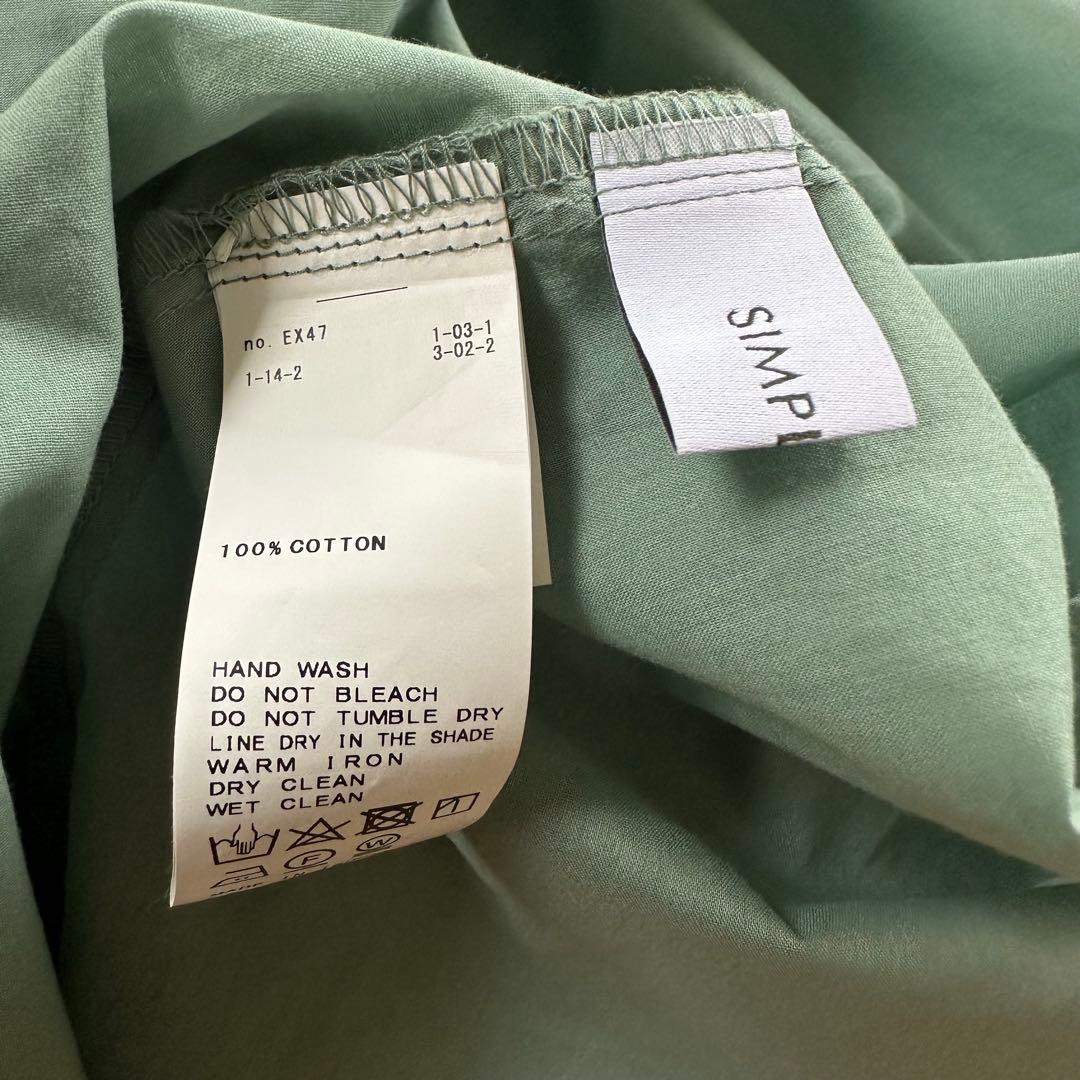 no. EX47
1-03-1
3-02-2
1-14-2
100% COTTON
HAND WASH
DO NOT BLEACH
DO NOT TUMBLE DRY
LINE DRY IN THE SHADE
WARM IRON
DRY CLEAN
WET CLEAN
F
W
SIMP